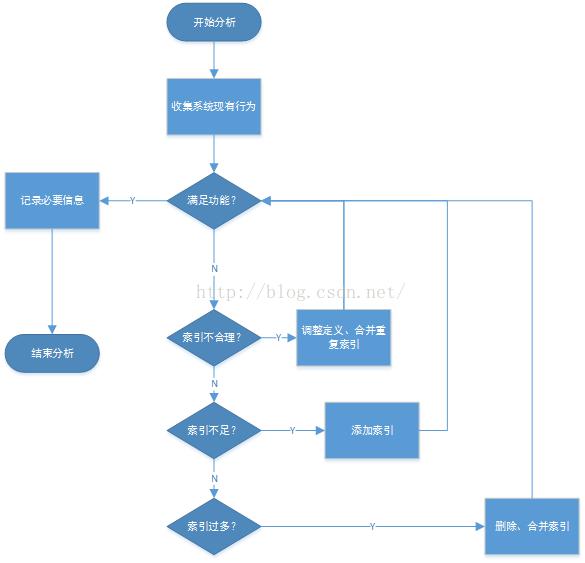 开始分析
收集系统现有行为
记录必要信息
Y
满足功能？
N
http://blog.csdn.net/
结束分析
索引不合理？
Y
调整定义、合并重
复索引
N
索引不足？
Y
添加索引
N
索引过多？
Y
删除、合并索引